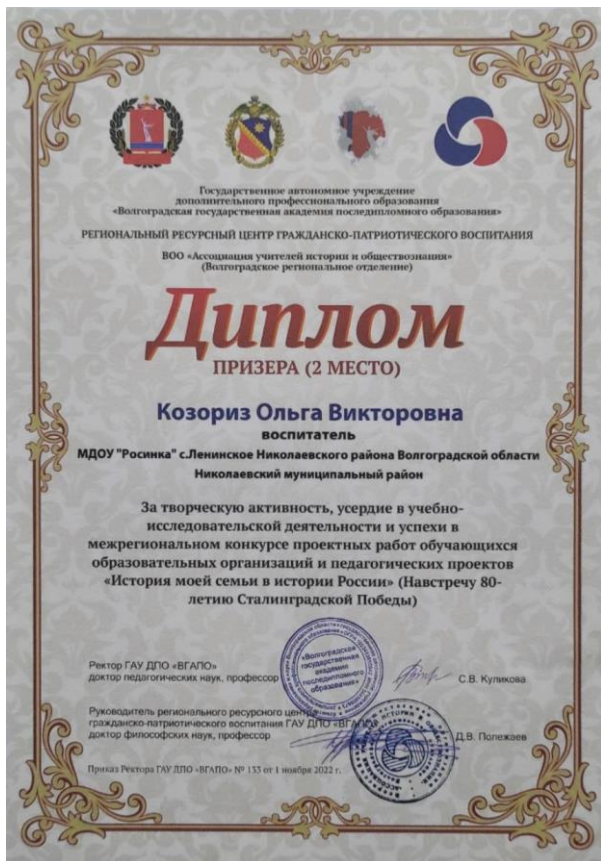 Государственное автономное учреждение
дополнительного профессионального образования
«Волгоградская государственная академия последипломного образования»
РЕГИОНАЛЬНЫЙ РЕСУРСНЫЙ ЦЕНТР ГРАЖДАНСКО-ПАТРИОТИЧЕСКОГО ВОСПИТАНИЯ
ВОО «Ассоциация учителей истории и обществознания»
(Волгоградское региональное отделение)
Диплом
ПРИЗЕРА (2 МЕСТО)
Козориз Ольга Викторовна
воспитатель
МДОУ "Росинка" с.Ленинское Николаевского района Волгоградской области
Николаевский муниципальный район
За творческую активность, усердие в учебно-
исследовательской деятельности и успехи в
межрегиональном конкурсе проектных работ обучающихся
образовательных организаций и педагогических проектов
«История моей семьи в истории России» (Навстречу 80-
летию Сталинградской Победы)
«Волгоградская
государственная
академия
последипломного
образования»
Ректор ГАУ ДПО «ВГАПО»
доктор педагогических наук, профессор
С.В. Куликова
Руководитель регионального ресурсного центра
гражданско-патриотического воспитания ГАУ ДПО «ВГАПО»
доктор философских наук, профессор
Д.В. Полежаев
Приказ Ректора ГАУ ДПО «ВГАПО» № 133 от 1 ноября 2022 г.